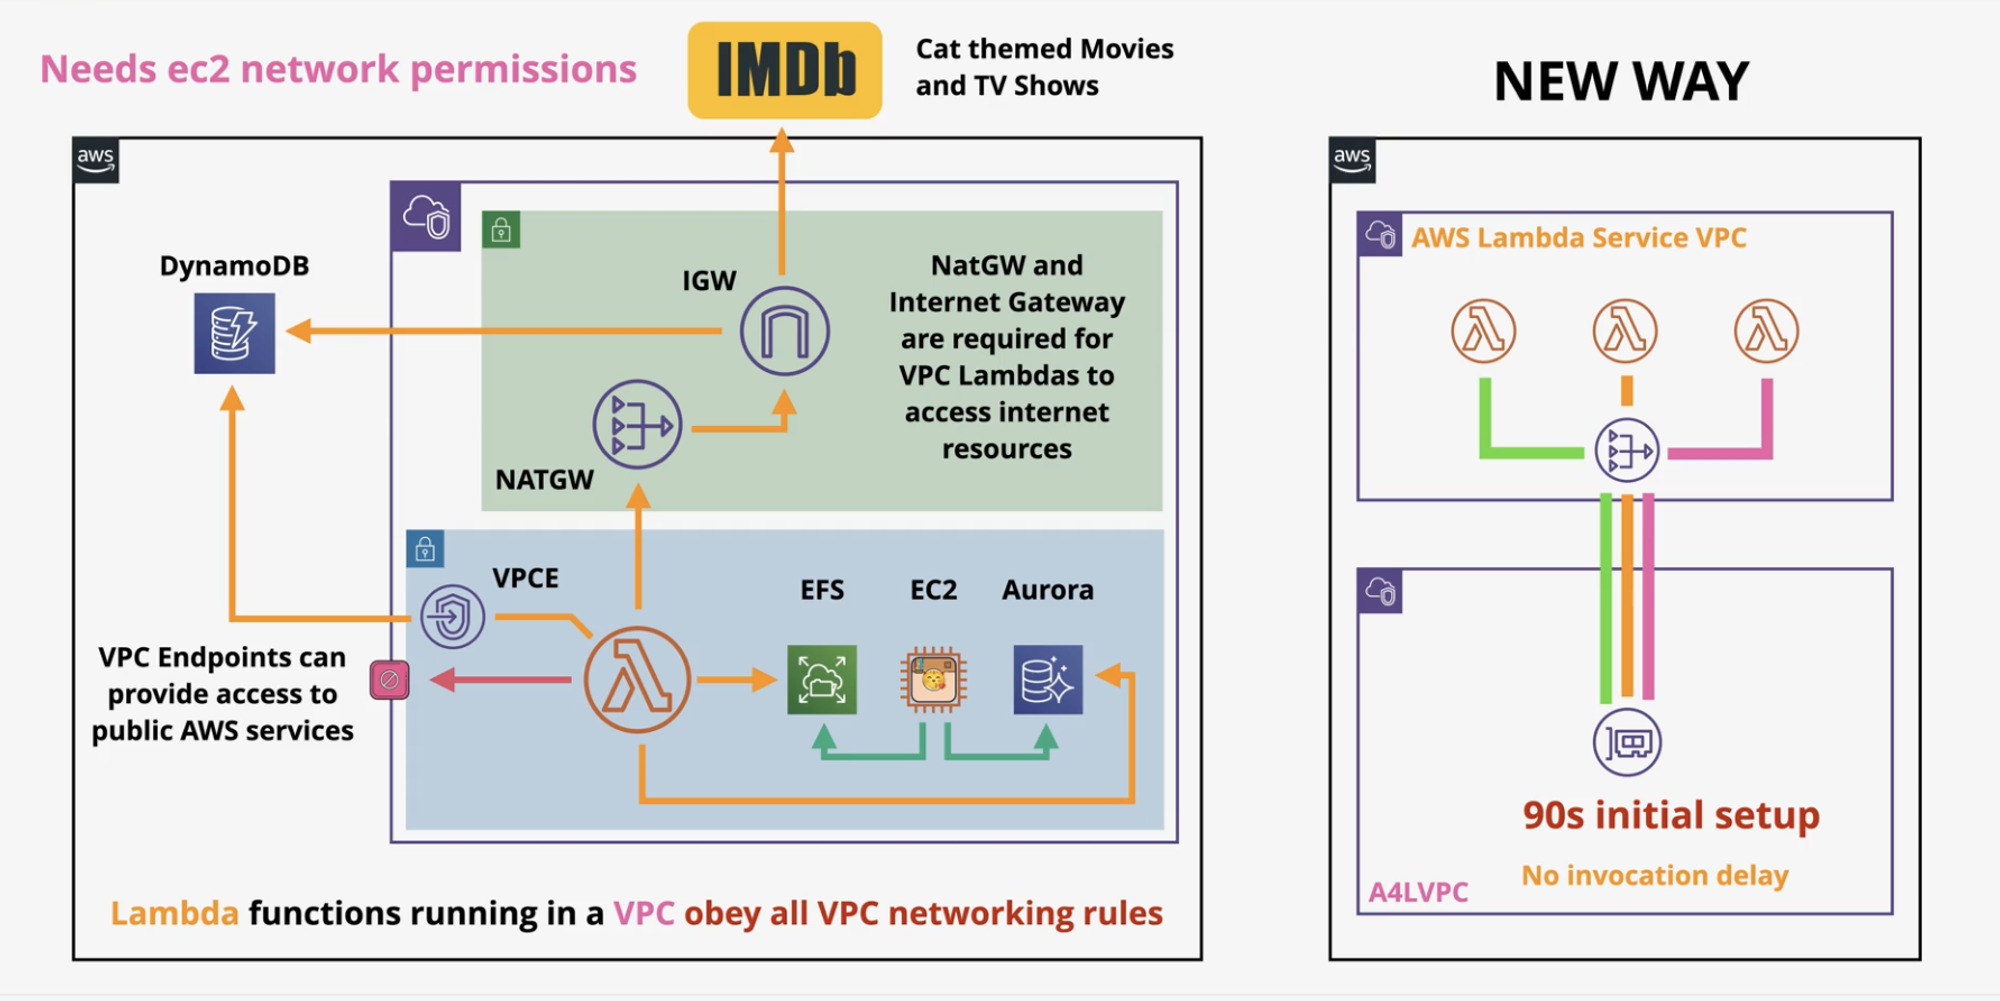 Needs ec2 network permissions
IMDb
Cat themed Movies
and TV Shows
NEW WAY
aws
DynamoDB
IGW
NatGW and
Internet Gateway
are required for
VPC Lambdas to
access internet
resources
NATGW
VPCE
EFS
EC2
Aurora
VPC Endpoints can
provide access to
public AWS services
Lambda functions running in a VPC obey all VPC networking rules
aws
AWS Lambda Service VPC
90s initial setup
No invocation delay
A4LVPC